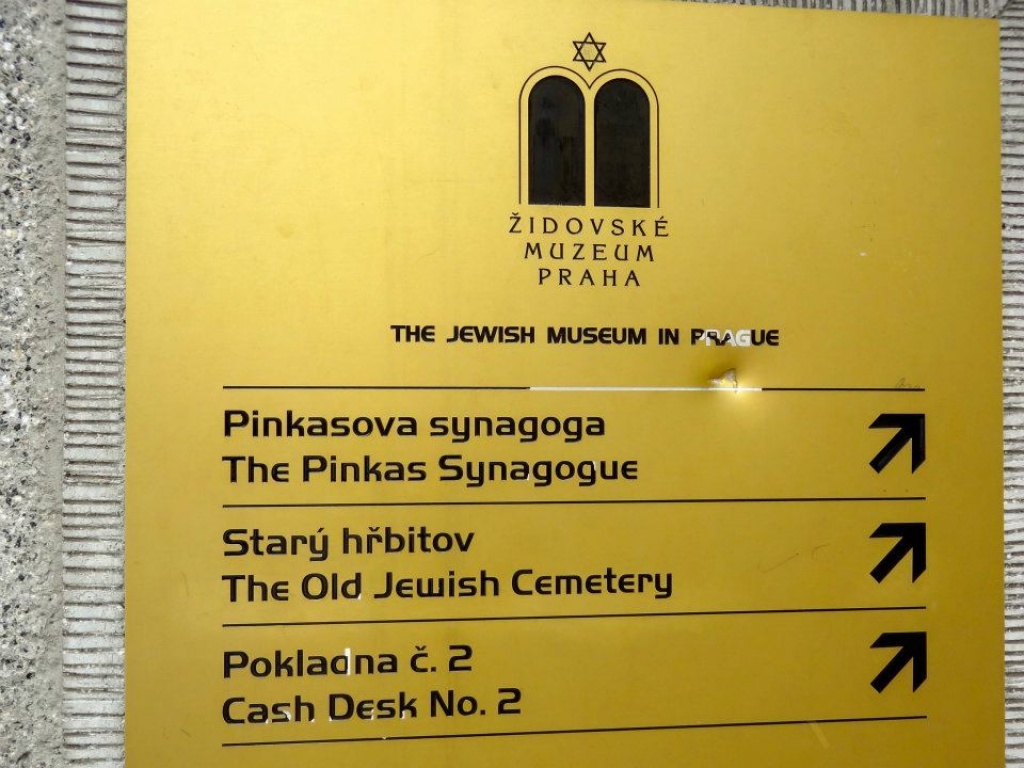 ŽIDOVSKÉ
MUZEUM
PRAHA
THE JEWISH MUSEUM IN PRAGUE
Pinkasova synagoga
The Pinkas Synagogue
Starý hřbitov
The Old Jewish Cemetery
Pokladna č. 2
Cash Desk No. 2